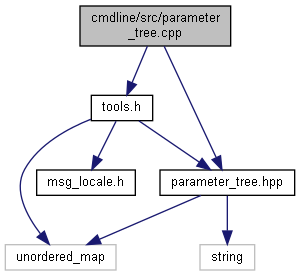 cmdline/src/parameter
_tree.cpp
tools.h
msg_locale.h
parameter_tree.hpp
unordered_map
string